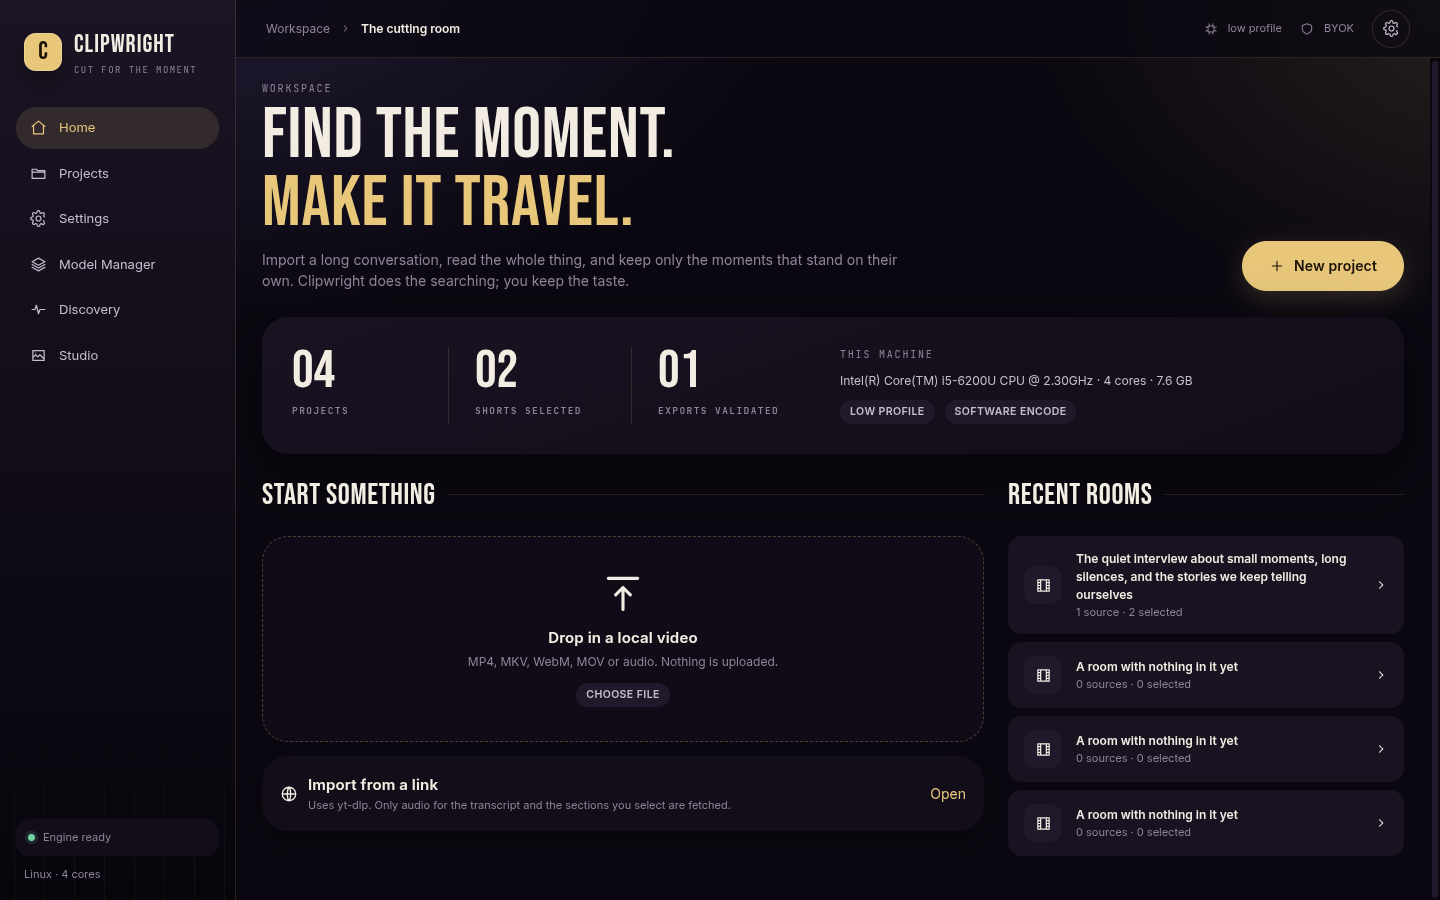 C
CLIPWRIGHT
CUT FOR THE MOMENT
Home
Projects
Settings
Model Manager
Discovery
Studio
Engine ready
Linux · 4 cores
Workspace
The cutting room
low profile
BYOK
WORKSPACE
FIND THE MOMENT.
MAKE IT TRAVEL.
Import a long conversation, read the whole thing, and keep only the moments that stand on their
own. Clipwright does the searching; you keep the taste.
New project
04
PROJECTS
02
SHORTS SELECTED
01
EXPORTS VALIDATED
THIS MACHINE
Intel(R) Core(TM) i5-6200U CPU @ 2.30GHz · 4 cores · 7.6 GB
LOW PROFILE
SOFTWARE ENCODE
START SOMETHING
Drop in a local video
MP4, MKV, WebM, MOV or audio. Nothing is uploaded.
CHOOSE FILE
Import from a link
Uses yt-dlp. Only audio for the transcript and the sections you select are fetched.
Open
RECENT ROOMS
The quiet interview about small moments, long
silences, and the stories we keep telling
ourselves
1 source · 2 selected
A room with nothing in it yet
0 sources · 0 selected
A room with nothing in it yet
0 sources · 0 selected
A room with nothing in it yet
0 sources · 0 selected